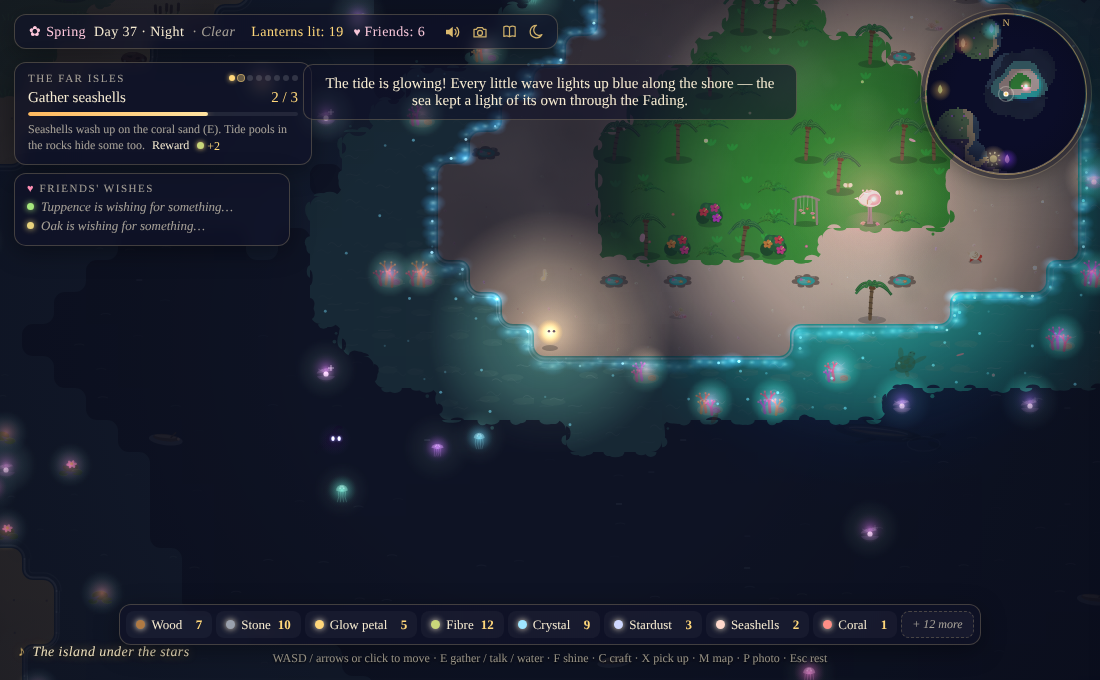 ✿ Spring Day 37 · Night · Clear Lanterns lit: 19 ♥ Friends: 6
N
THE FAR ISLES
Gather seashells 2 / 3
Seashells wash up on the coral sand (E). Tide pools in
the rocks hide some too. Reward +2
The tide is glowing! Every little wave lights up blue along the shore — the
sea kept a light of its own through the Fading.
♥ FRIENDS' WISHES
Tuppence is wishing for something…
Oak is wishing for something…
Wood 7 Stone 10 Glow petal 5 Fibre 12 Crystal 9 Stardust 3 Seashells 2 Coral 1 + 12 more
♪ The island under the stars
WASD / arrows or click to move · E gather / talk / water · F shine · C craft · X pick up · M map · P photo · Esc rest